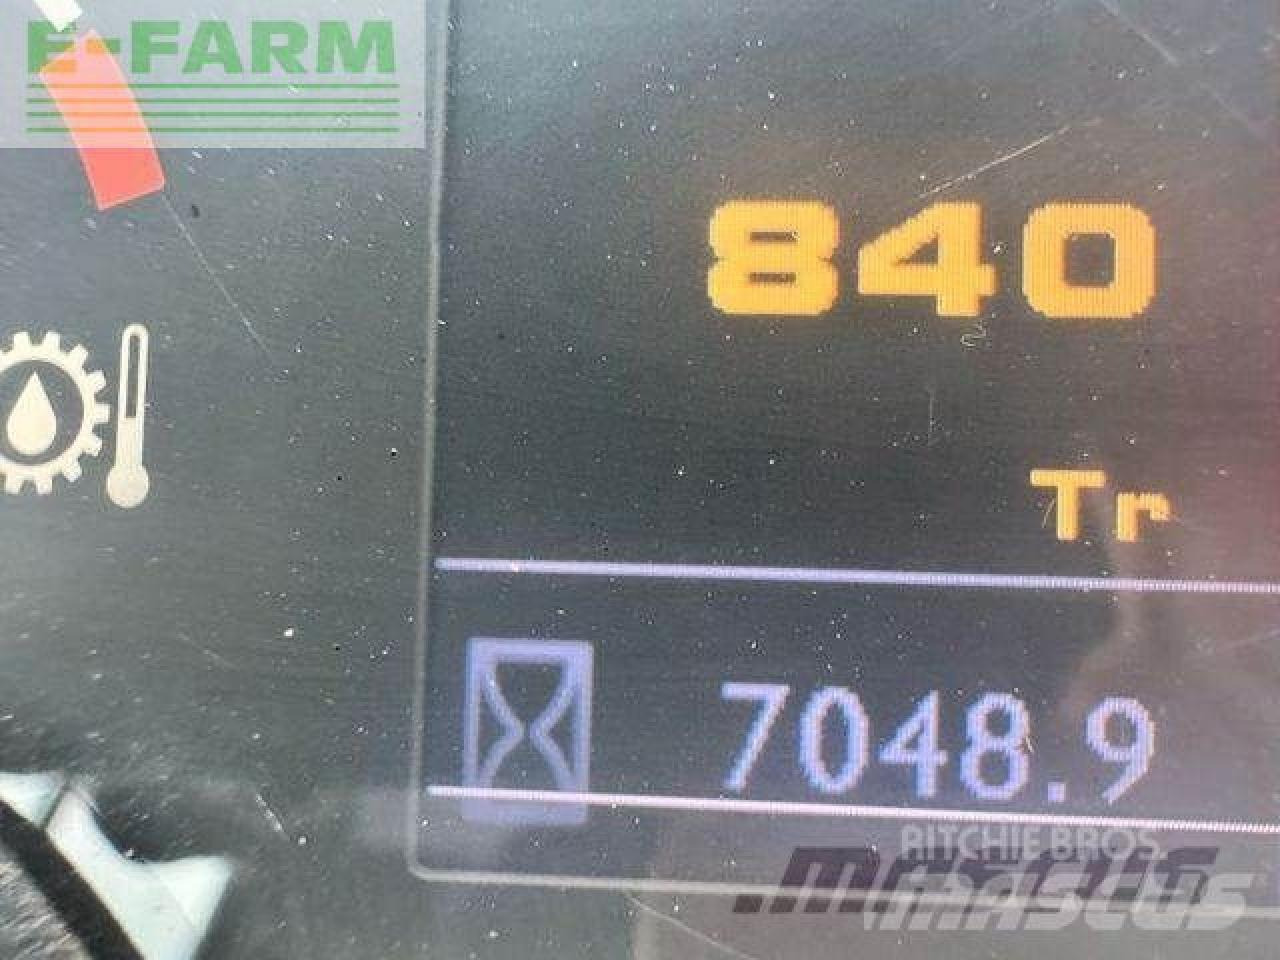 E-FARM
840
Tr
7048.9
RITCHIE BROS
mascus